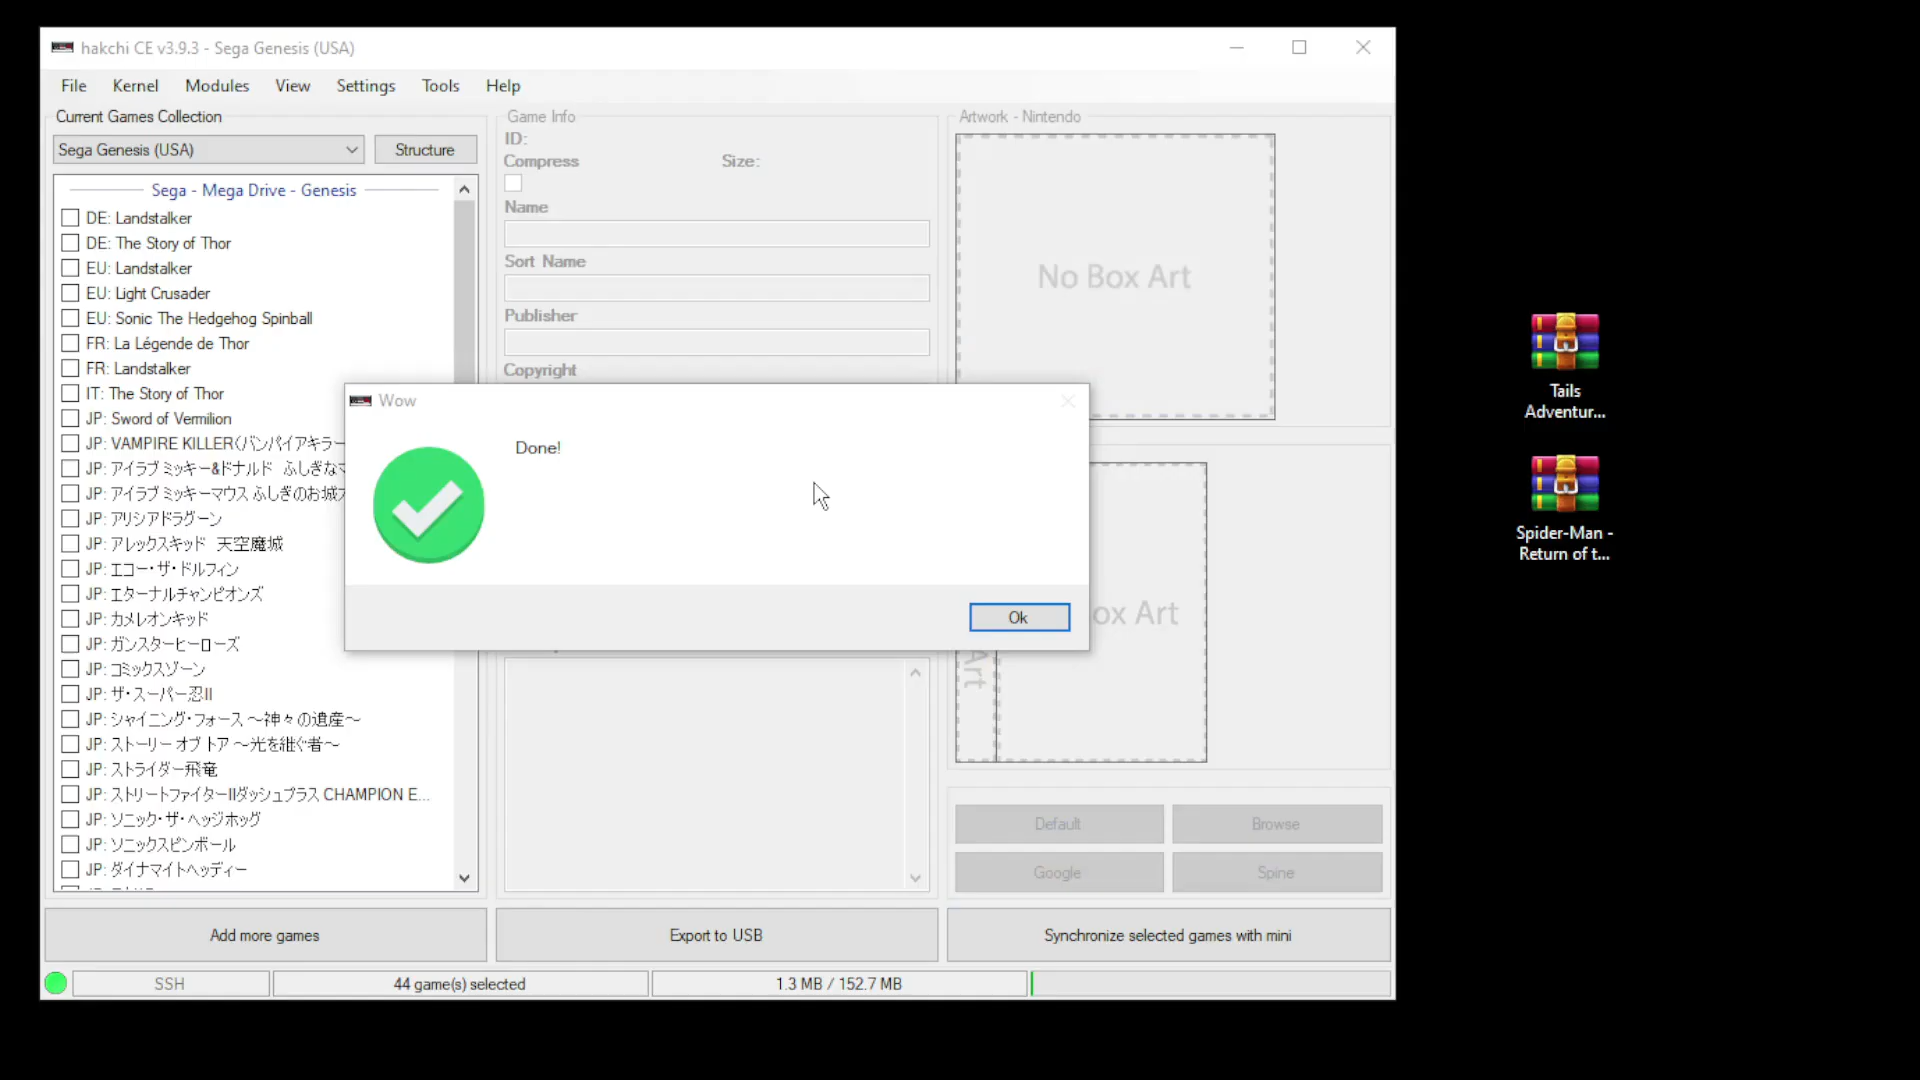 hakchi CE v3.9.3 - Sega Genesis (USA)
File Kernel Modules View Settings Tools Help
Current Games Collection
Sega Genesis (USA)
Structure
Sega - Mega Drive - Genesis
DE: Landstalker
DE: The Story of Thor
EU: Landstalker
EU: Light Crusader
EU: Sonic The Hedgehog Spinball
FR: La Légende de Thor
FR: Landstalker
IT: The Story of Thor
JP: Sword of Vermilion
JP: VAMPIRE KILLER(バンパイアキラー
JP: アイラブミッキー&ドナルド ふしぎなマ
JP: アイラブミッキーマウス ふしぎのお城大
JP: アリシアドラグーン
JP: アレックスキッド 天空魔城
JP: エコー・ザ・ドルフィン
JP: エターナルチャンピオンズ
JP: カメレオンキッド
JP: ガンスターヒーローズ
JP: コミックスゾーン
JP: ザ・スーパー忍II
JP: シャイニング・フォース ～神々の遺産～
JP: ストーリー オブ トア ～光を継ぐ者～
JP: ストライダー飛竜
JP: ストリートファイターIIダッシュプラス CHAMPION E...
JP: ソニック・ザ・ヘッジホッグ
JP: ソニックスピンボール
JP: ダイナマイトヘッディー
Game Info
ID:
Compress
Size:
Name
Sort Name
Publisher
Copyright
Artwork - Nintendo
No Box Art
Wow
Done!
Ok
ox Art
Art
Default
Browse
Google
Spine
Add more games
Export to USB
Synchronize selected games with mini
SSH
44 game(s) selected
1.3 MB / 152.7 MB
Tails
Adventur...
Spider-Man -
Return of t...